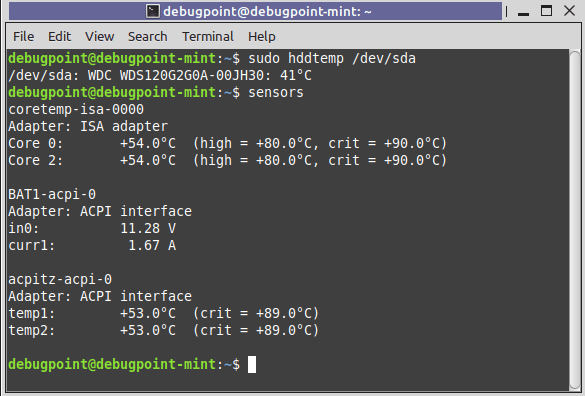 debugpoint@debugpoint-mint: ~
File Edit View Search Terminal Help
debugpoint@debugpoint-mint:~$ sudo hddtemp /dev/sda
/dev/sda: WDC WDS120G2G0A-00JH30: 41°C
debugpoint@debugpoint-mint:~$ sensors
coretemp-isa-0000
Adapter: ISA adapter
Core 0:        +54.0°C  (high = +80.0°C, crit = +90.0°C)
Core 2:        +54.0°C  (high = +80.0°C, crit = +90.0°C)
BAT1-acpi-0
Adapter: ACPI interface
in0:          11.28 V
curr1:         1.67 A
acpitz-acpi-0
Adapter: ACPI interface
temp1:        +53.0°C  (crit = +89.0°C)
temp2:        +53.0°C  (crit = +89.0°C)
debugpoint@debugpoint-mint:~$